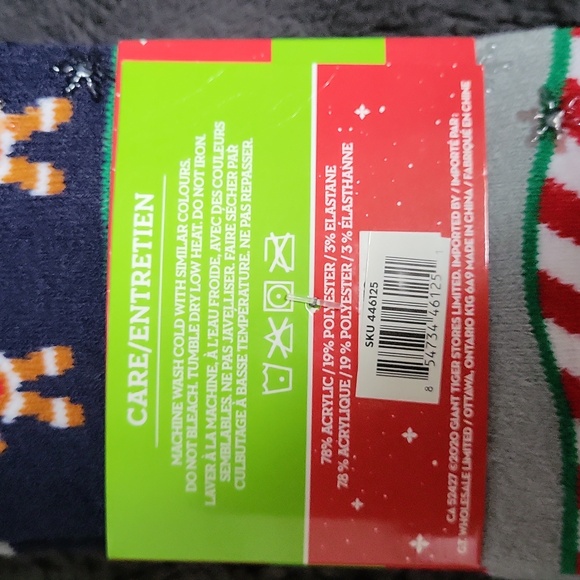 CARE/ENTRETIEN
MACHINE WASH COLD WITH SIMILAR COLOURS.
DO NOT BLEACH. TUMBLE DRY LOW HEAT. DO NOT IRON.
LAVER À LA MACHINE, À L'EAU FROIDE, AVEC DES COULEURS
SEMBLABLES. NE PAS JAVELLISER. FAIRE SÉCHER PAR
CULBUTAGE À BASSE TEMPERATURE. NE PAS REPASSER.
78% ACRYLIC / 19% POLYESTER / 3% ELASTANE
78 % ACRYLIQUE / 19 % POLYESTER / 3 % ÉLASTHANNE
SKU 446125
8 54734 46125 1
CA 52427 ©2020 GIANT TIGER STORES LIMITED. IMPORTED BY / IMPORTÉ PAR:
GTWHOLESALE LIMITED / OTTAWA, ONTARIO K1G 6A9 MADE IN CHINA / FABRIQUÉ EN CHINE